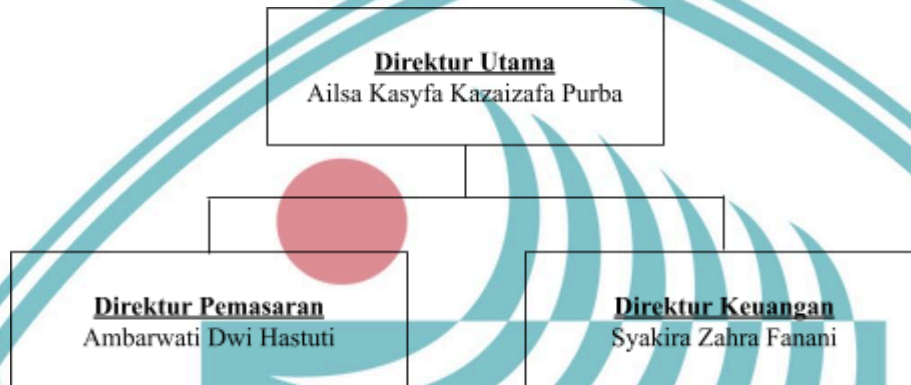 Direktur Utama
Ailsa Kasyfa Kazaizafa Purba
Direktur Pemasaran
Ambarwati Dwi Hastuti
Direktur Keuangan
Syakira Zahra Fanani